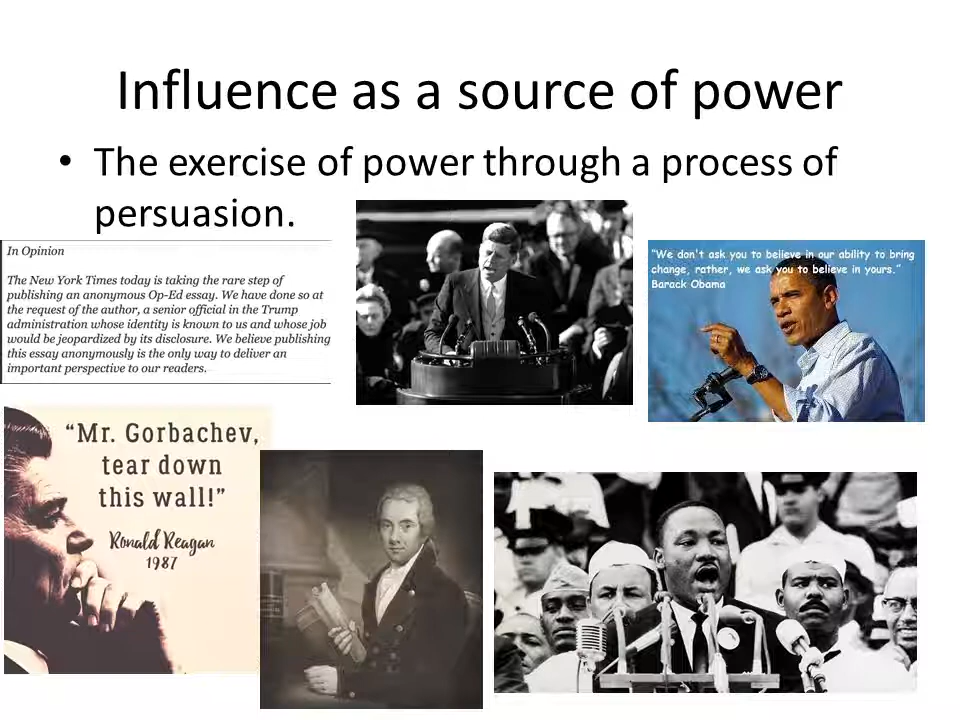 Influence as a source of power
• The exercise of power through a process of
persuasion.
In Opinion
The New York Times today is taking the rare step of
publishing an anonymous Op-Ed essay. We have done so at
the request of the author, a senior official in the Trump
administration whose identity is known to us and whose job
would be jeopardized by its disclosure. We believe publishing
this essay anonymously is the only way to deliver an
important perspective to our readers.
"We don't ask you to believe in our ability to bring
change, rather, we ask you to believe in yours."
Barack Obama
“Mr. Gorbachev,
tear down
this wall!”
Ronald Reagan
1987